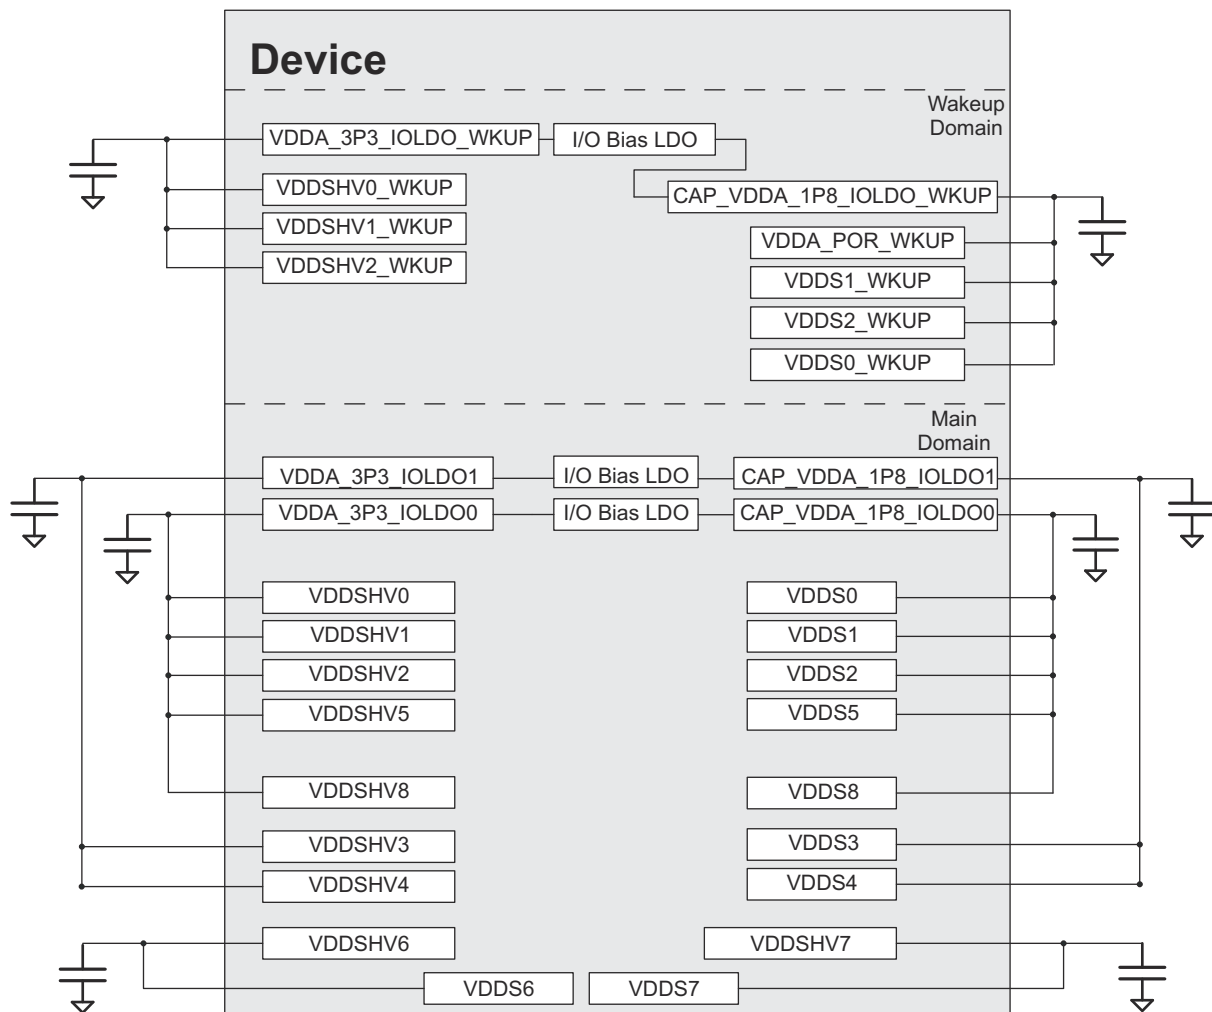 Device
Wakeup
Domain
VDDA_3P3_IOLDO_WKUP
I/O Bias LDO
VDDSHV0_WKUP
CAP_VDDA_1P8_IOLDO_WKUP
VDDSHV1_WKUP
VDDA_POR_WKUP
VDDSHV2_WKUP
VDDS1_WKUP
VDDS2_WKUP
VDDS0_WKUP
Main
Domain
VDDA_3P3_IOLDO1
I/O Bias LDO
CAP_VDDA_1P8_IOLDO1
VDDA_3P3_IOLDO0
I/O Bias LDO
CAP_VDDA_1P8_IOLDO0
VDDSHV0
VDDS0
VDDSHV1
VDDS1
VDDSHV2
VDDS2
VDDSHV5
VDDS5
VDDSHV8
VDDS8
VDDSHV3
VDDS3
VDDSHV4
VDDS4
VDDSHV6
VDDSHV7
VDDS6
VDDS7